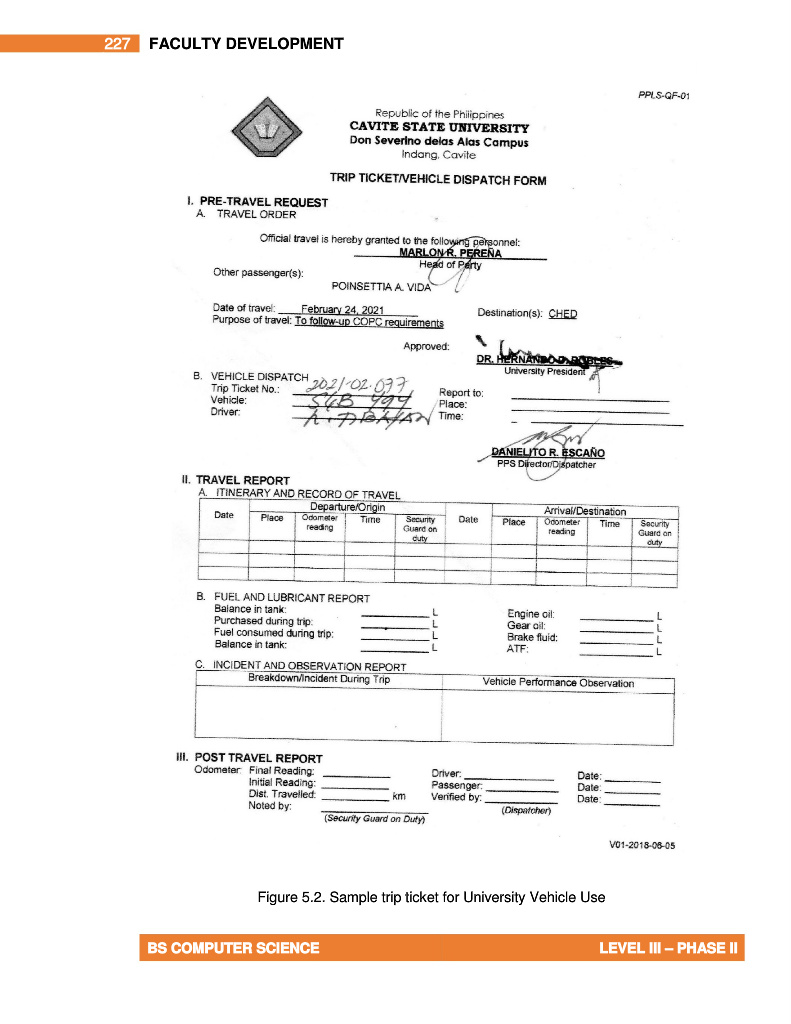 227 FACULTY DEVELOPMENT
PPLS-QF-01
Republic of the Philippines
CAVITE STATE UNIVERSITY
Don Severino delas Alas Campus
Indang, Cavite
TRIP TICKET/VEHICLE DISPATCH FORM
I. PRE-TRAVEL REQUEST
A. TRAVEL ORDER
Official travel is hereby granted to the following personnel:
MARLON R. PEREÑA
Head of Party
Other passenger(s):
POINSETTIA A. VIDA
Date of travel: February 24, 2021 Destination(s): CHED
Purpose of travel: To follow-up COPC requirements
Approved:
DR. HERNANDO D. ROBLES
University President
B. VEHICLE DISPATCH
Trip Ticket No.: 2021-02-077 Report to:
Vehicle: Place:
Driver: Time:
DANIELITO R. ESCAÑO
PPS Director/Dispatcher
II. TRAVEL REPORT
A. ITINERARY AND RECORD OF TRAVEL
Date Departure/Origin Date Arrival/Destination
Place Odometer reading Time Security Guard on duty Place Odometer reading Time Security Guard on duty
B. FUEL AND LUBRICANT REPORT
Balance in tank: L Engine oil: L
Purchased during trip: L Gear oil: L
Fuel consumed during trip: L Brake fluid: L
Balance in tank: L ATF: L
C. INCIDENT AND OBSERVATION REPORT
Breakdown/Incident During Trip Vehicle Performance Observation
III. POST TRAVEL REPORT
Odometer: Final Reading: Driver: Date:
Initial Reading: Passenger: Date:
Dist. Travelled: km Verified by: Date:
Noted by: (Dispatcher)
(Security Guard on Duty)
V01-2018-06-05
Figure 5.2. Sample trip ticket for University Vehicle Use
BS COMPUTER SCIENCE LEVEL III – PHASE II